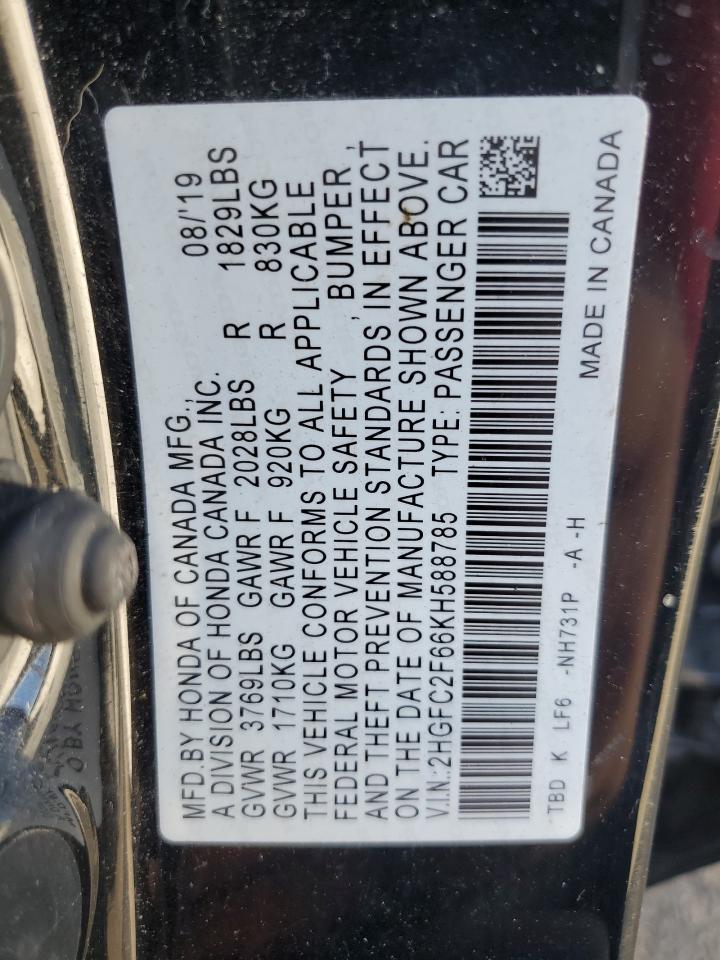 MFD.BY HONDA OF CANADA MFG., 08/'19
A DIVISION OF HONDA CANADA INC.
GVWR 3769LBS GAWR F 2028LBS R 1829LBS
GVWR 1710KG GAWR F 920KG R 830KG
THIS VEHICLE CONFORMS TO ALL APPLICABLE
FEDERAL MOTOR VEHICLE SAFETY , BUMPER ,
AND THEFT PREVENTION STANDARDS IN EFFECT
ON THE DATE OF MANUFACTURE SHOWN ABOVE.
V.I.N.:2HGFC2F66KH588785 TYPE: PASSENGER CAR
TBD K LF6 -NH731P -A -H
MADE IN CANADA